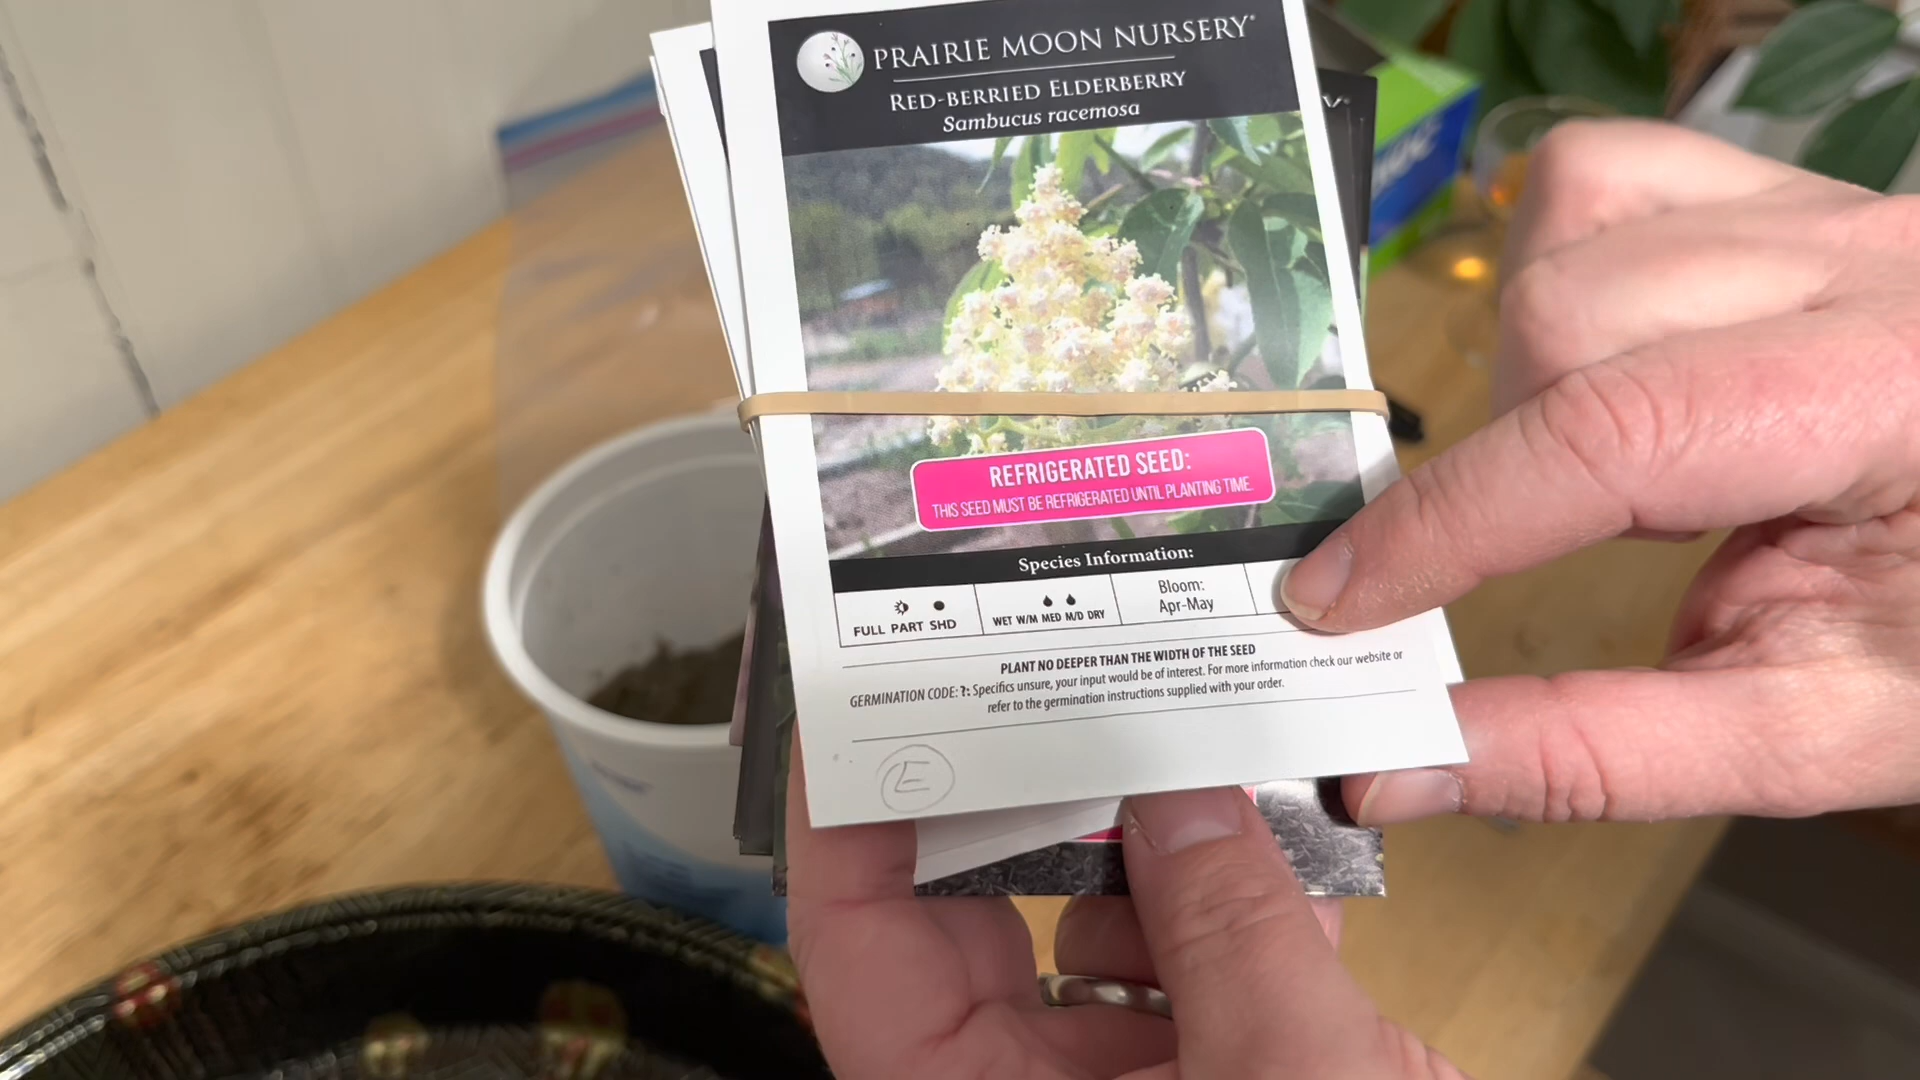 PRAIRIE MOON NURSERY®
RED-BERRIED ELDERBERRY
Sambucus racemosa
REFRIGERATED SEED:
THIS SEED MUST BE REFRIGERATED UNTIL PLANTING TIME.
Species Information:
FULL PART SHD
WET W/M MED M/D DRY
Bloom:
Apr-May
PLANT NO DEEPER THAN THE WIDTH OF THE SEED
GERMINATION CODE: ?: Specifics unsure, your input would be of interest. For more information check our website or
refer to the germination instructions supplied with your order.
E